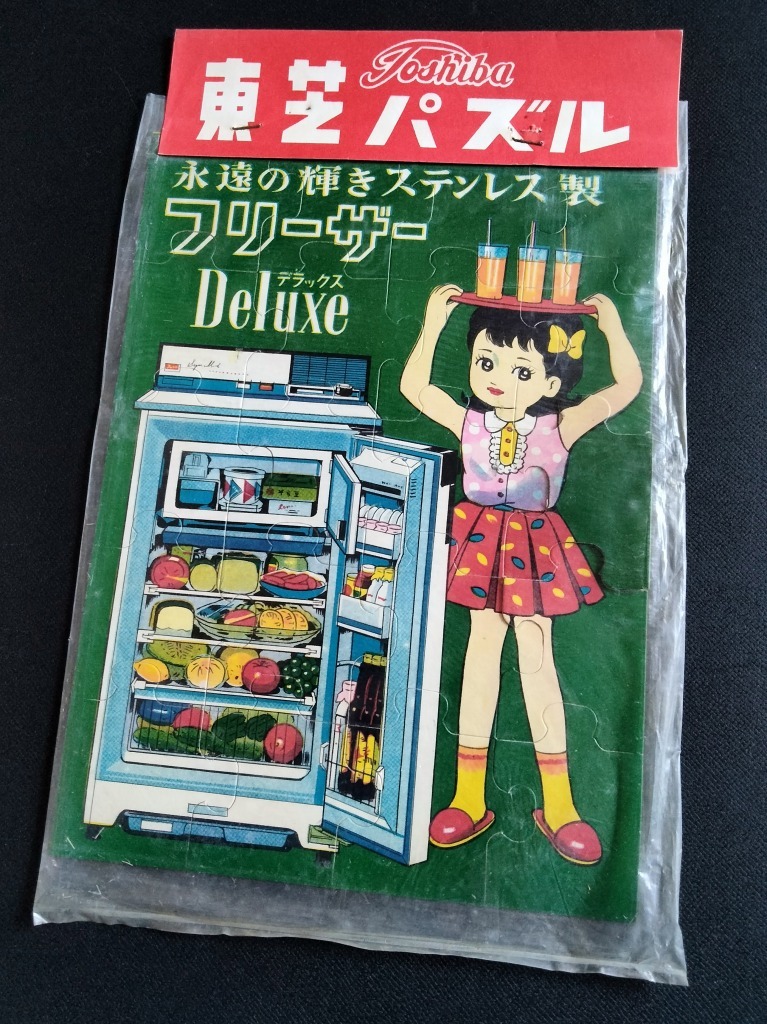 Toshiba
東芝パズル
永遠の輝きステンレス製
フリーザー
デラックス
Deluxe